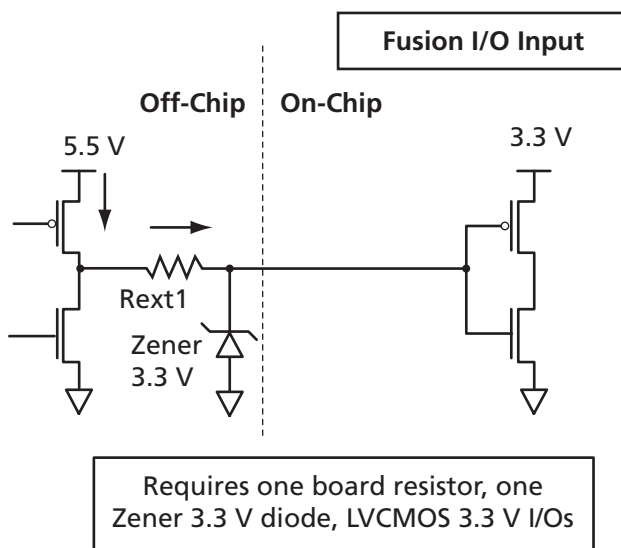 Fusion I/O Input
Off-Chip
On-Chip
5.5 V
3.3 V
Rext1
Zener
3.3 V
Requires one board resistor, one
Zener 3.3 V diode, LVCMOS 3.3 V I/Os